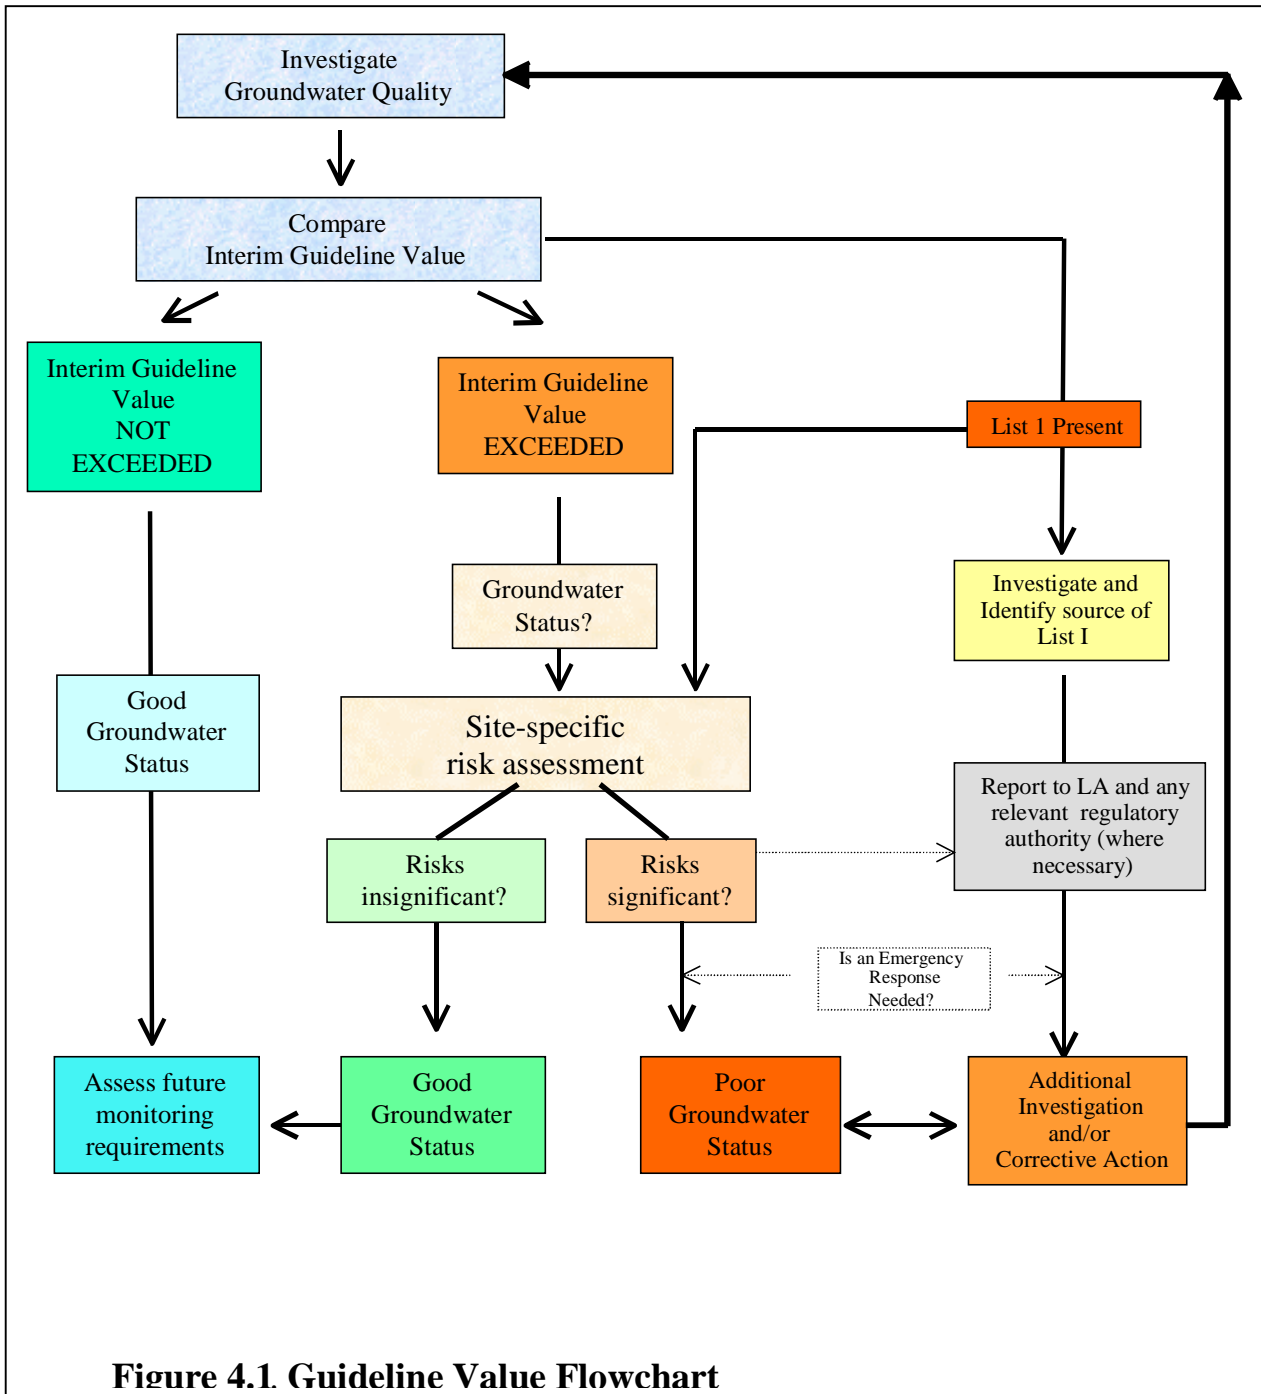 Investigate
Groundwater Quality
Compare
Interim Guideline Value
Interim Guideline
Value
NOT
EXCEEDED
Interim Guideline
Value
EXCEEDED
List 1 Present
Groundwater
Status?
Investigate and
Identify source of
List I
Good
Groundwater
Status
Site-specific
risk assessment
Report to LA and any
relevant regulatory
authority (where
necessary)
Risks
insignificant?
Risks
significant?
Is an Emergency
Response
Needed?
Assess future
monitoring
requirements
Good
Groundwater
Status
Poor
Groundwater
Status
Additional
Investigation
and/or
Corrective Action
Figure 4.1. Guideline Value Flowchart